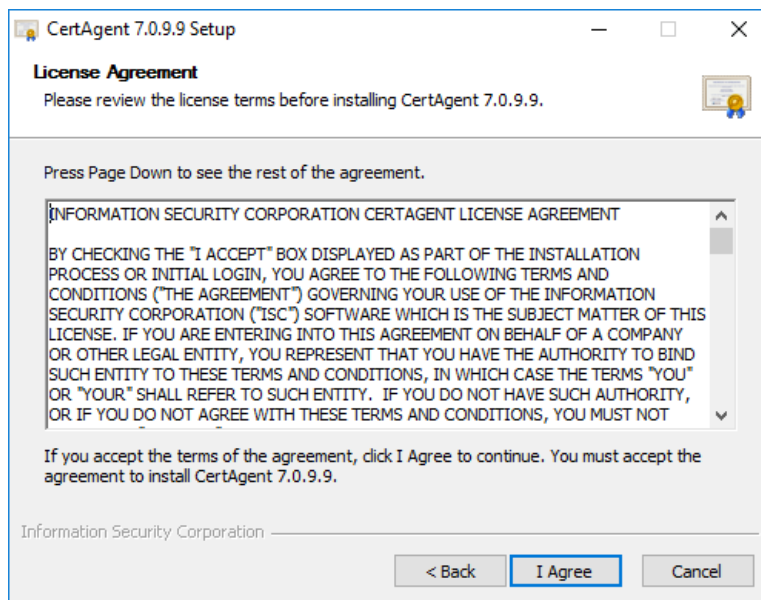 CertAgent 7.0.9.9 Setup
License Agreement
Please review the license terms before installing CertAgent 7.0.9.9.
Press Page Down to see the rest of the agreement.
INFORMATION SECURITY CORPORATION CERTAGENT LICENSE AGREEMENT
BY CHECKING THE "I ACCEPT" BOX DISPLAYED AS PART OF THE INSTALLATION
PROCESS OR INITIAL LOGIN, YOU AGREE TO THE FOLLOWING TERMS AND
CONDITIONS ("THE AGREEMENT") GOVERNING YOUR USE OF THE INFORMATION
SECURITY CORPORATION ("ISC") SOFTWARE WHICH IS THE SUBJECT MATTER OF THIS
LICENSE. IF YOU ARE ENTERING INTO THIS AGREEMENT ON BEHALF OF A COMPANY
OR OTHER LEGAL ENTITY, YOU REPRESENT THAT YOU HAVE THE AUTHORITY TO BIND
SUCH ENTITY TO THESE TERMS AND CONDITIONS, IN WHICH CASE THE TERMS "YOU"
OR "YOUR" SHALL REFER TO SUCH ENTITY.  IF YOU DO NOT HAVE SUCH AUTHORITY,
OR IF YOU DO NOT AGREE WITH THESE TERMS AND CONDITIONS, YOU MUST NOT
If you accept the terms of the agreement, click I Agree to continue. You must accept the
agreement to install CertAgent 7.0.9.9.
Information Security Corporation
< Back
I Agree
Cancel